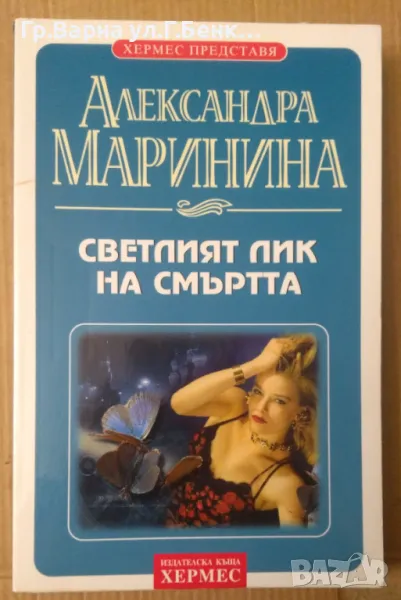 Гр.Варна ул.Г.Бенк...
ХЕРМЕС ПРЕДСТАВЯ
АЛЕКСАНДРА
МАРИНИНА
СВЕТЛИЯТ ЛИК
НА СМЪРТТА
ИЗДАТЕЛСКА КЪЩА
ХЕРМЕС
BAZAR